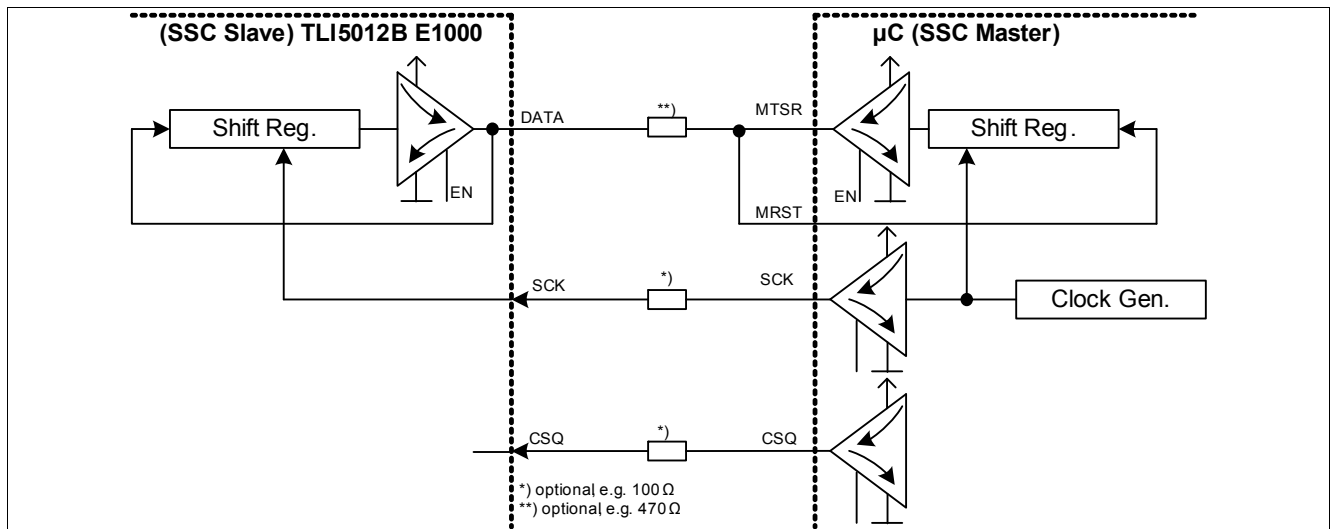 (SSC Slave) TLI5012B E1000
µC (SSC Master)
Shift Reg.
EN
DATA
**)
MTSR
MRST
EN
Shift Reg.
SCK
*)
SCK
Clock Gen.
CSQ
*)
CSQ
*) optional, e.g. 100 Ω
**) optional, e.g. 470 Ω